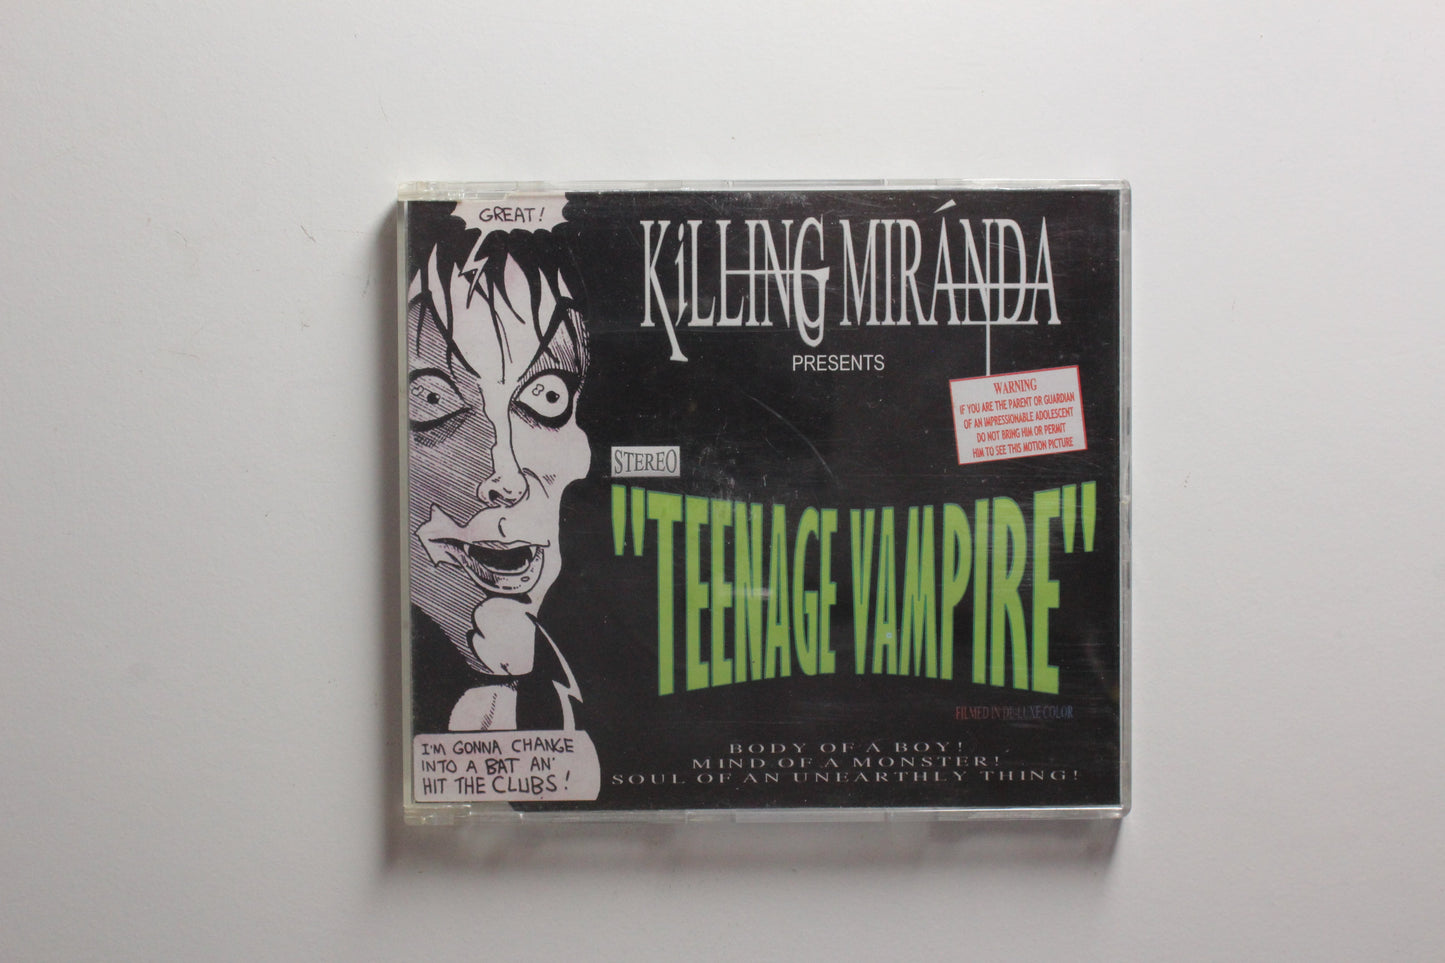 GREAT!
KiLLING MIRÁNDA
PRESENTS
WARNING
IF YOU ARE THE PARENT OR GUARDIAN
OF AN IMPRESSIONABLE ADOLESCENT
DO NOT BRING HIM OR PERMIT
HIM TO SEE THIS MOTION PICTURE
STEREO
"TEENAGE VAMPIRE"
FILMED IN DE-LUXE COLOR
BODY OF A BOY!
MIND OF A MONSTER!
SOUL OF AN UNEARTHLY THING!
I'M GONNA CHANGE
INTO A BAT AN'
HIT THE CLUBS!